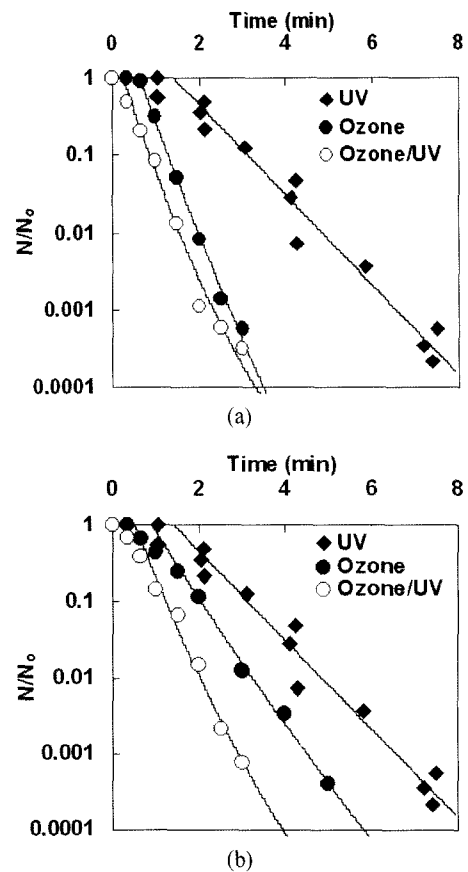 Time (min)
0 2 4 6 8
1
0.1
0.01
0.001
0.0001
N/No
UV
Ozone
Ozone/UV
(a)
Time (min)
0 2 4 6 8
1
0.1
0.01
0.001
0.0001
N/No
UV
Ozone
Ozone/UV
(b)